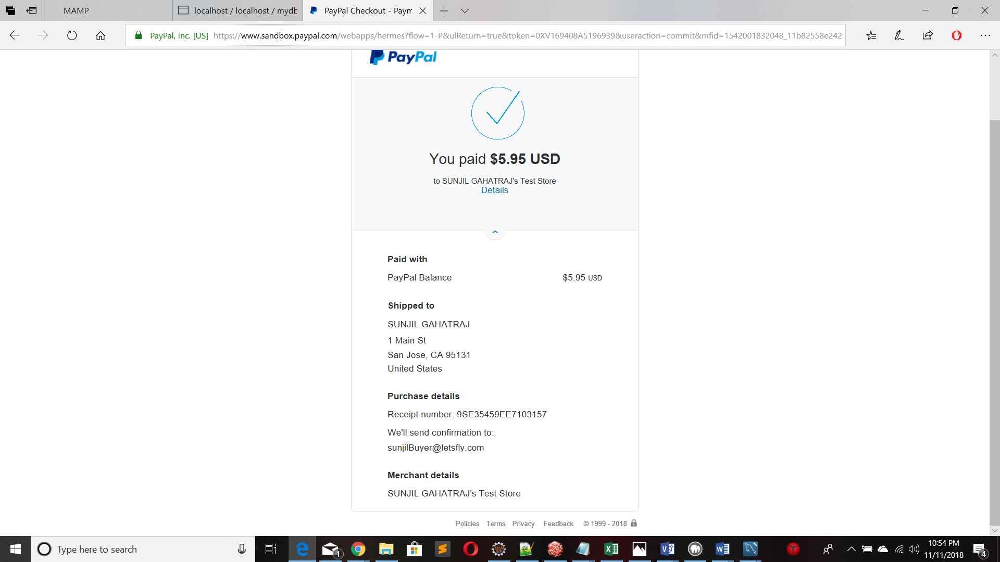 MAMP
localhost / localhost / mydb
PayPal Checkout - Paym
PayPal, Inc. [US] https://www.sandbox.paypal.com/webapps/hermes?flow=1-P&ulReturn=true&token=0XV169408A5196939&useraction=commit&mfid=1542001832048_11b82558e242
PayPal
You paid $5.95 USD
to SUNJIL GAHATRAJ's Test Store
Details
Paid with
PayPal Balance $5.95 USD
Shipped to
SUNJIL GAHATRAJ
1 Main St
San Jose, CA 95131
United States
Purchase details
Receipt number: 9SE35459EE7103157
We'll send confirmation to:
sunjilBuyer@letsfly.com
Merchant details
SUNJIL GAHATRAJ's Test Store
Policies Terms Privacy Feedback © 1999 - 2018
Type here to search
1
10:54 PM
11/11/2018
4